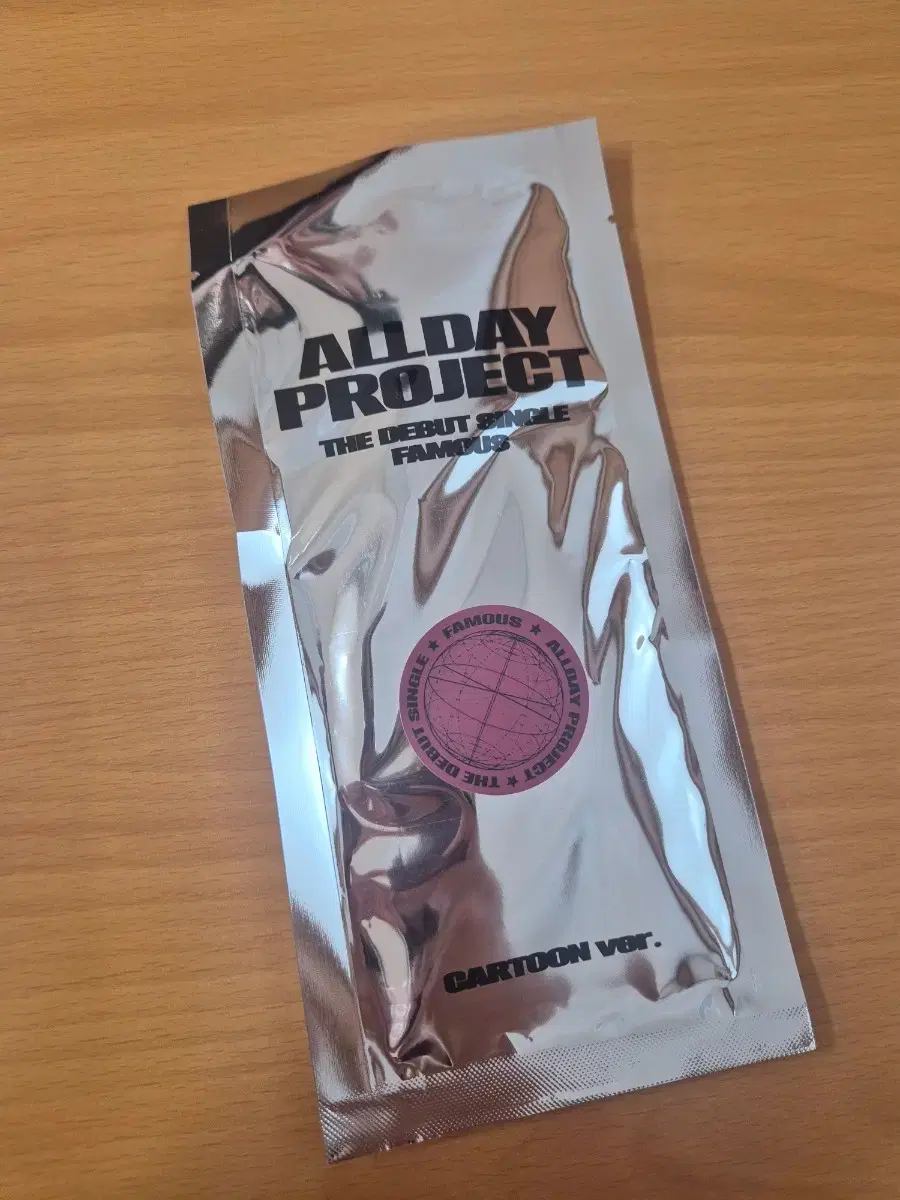 ALLDAY
PROJECT
THE DEBUT SINGLE
FAMOUS
★ FAMOUS ★ ALLDAY PROJECT ★ THE DEBUT SINGLE
CARTOON ver.